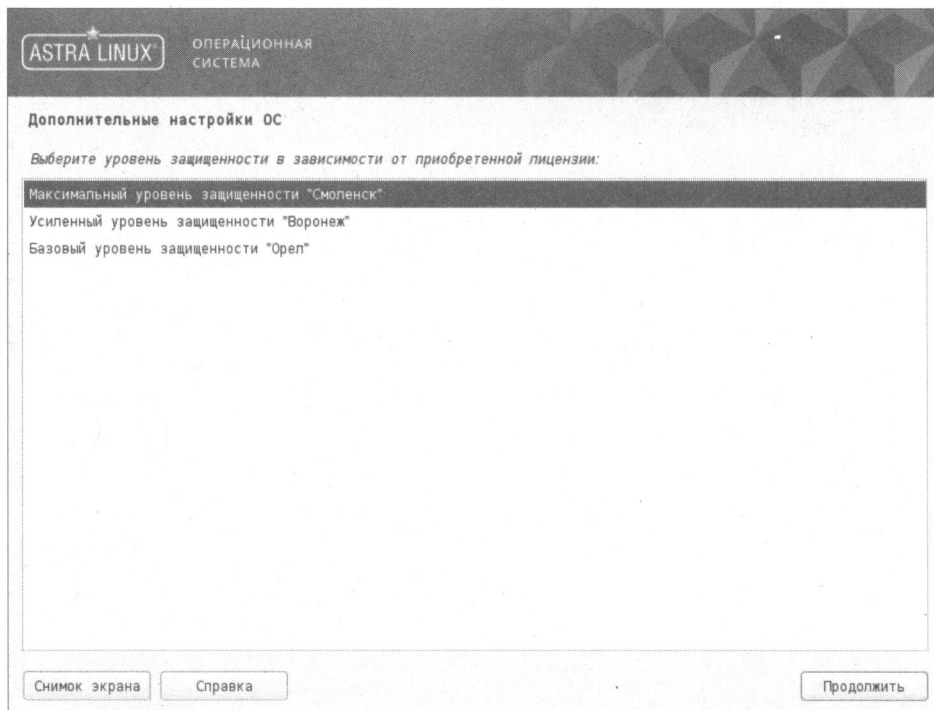 ASTRA LINUX®
ОПЕРАЦИОННАЯ
СИСТЕМА
Дополнительные настройки ОС
Выберите уровень защищенности в зависимости от приобретенной лицензии:
Максимальный уровень защищенности "Смоленск"
Усиленный уровень защищенности "Воронеж"
Базовый уровень защищенности "Орел"
Снимок экрана
Справка
Продолжить